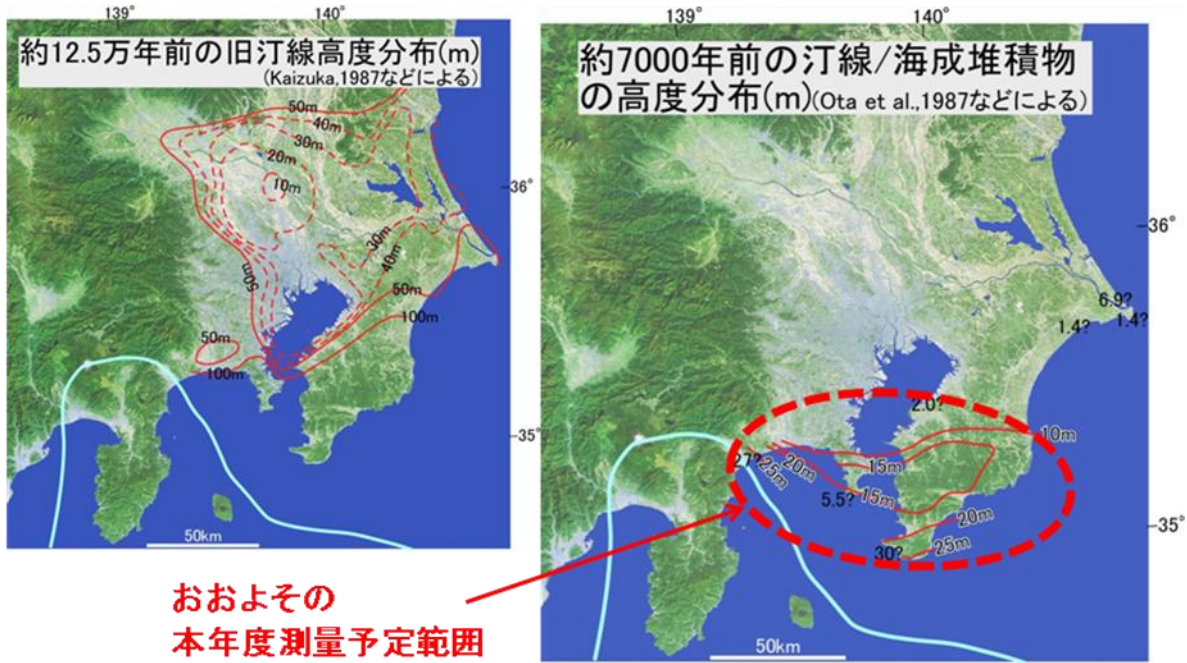 139°
140°
約12.5万年前の旧汀線高度分布(m)
(Kaizuka,1987などによる)
50m
40m
30m
20m
10m
36°
30m
40m
50m
50m
100m
50m
100m
35°
50km
139°
140°
約7000年前の汀線/海成堆積物
の高度分布(m)(Ota et al.,1987などによる)
36°
6.9?
1.4?
1.4?
2.0?
10m
27?
25m
20m
15m
5.5?
15m
20m
30?
25m
35°
50km
おおよその
本年度測量予定範囲